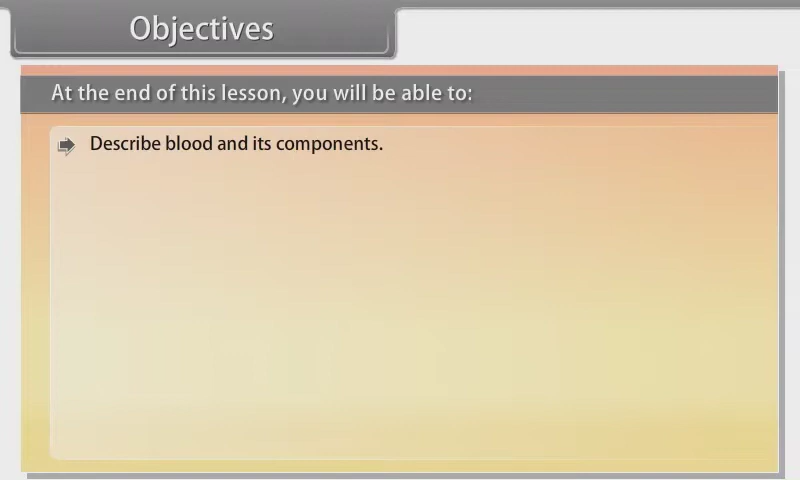 Objectives
At the end of this lesson, you will be able to:
Describe blood and its components.